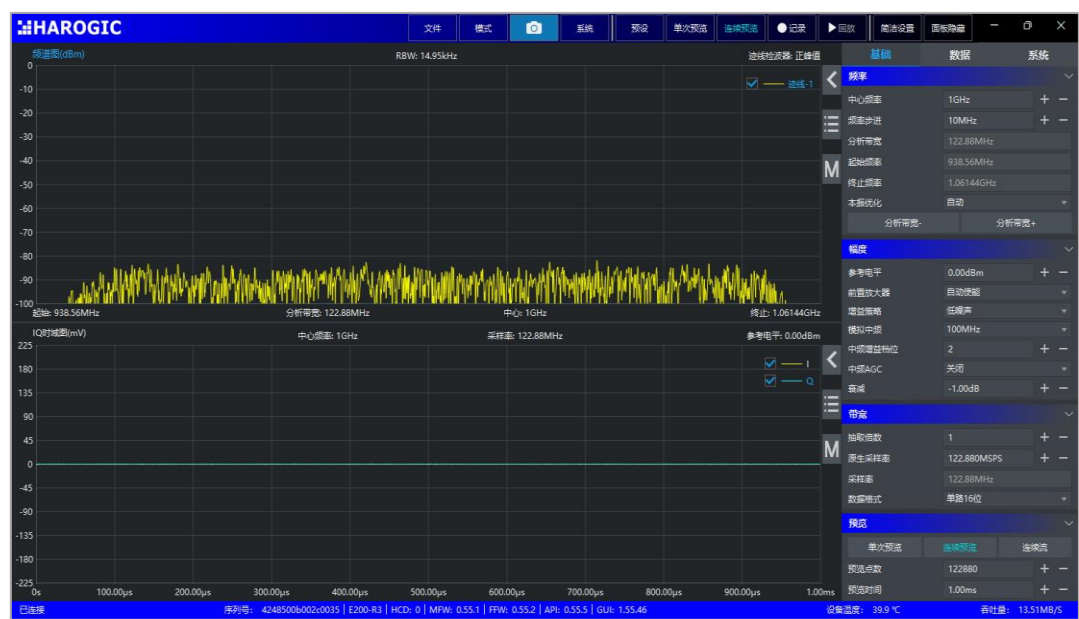 HAROGIC 文件 模式 系统 预设 单次预览 连续预览 记录 回放 简洁设置 面板隐藏
频谱图(dBm) RBW: 14.95kHz 迹线检波器: 正峰值
迹线-1
0
-10
-20
-30
-40
-50
-60
-70
-80
-90
-100
M
起始: 938.56MHz 分析带宽: 122.88MHz 中心: 1GHz 终止: 1.06144GHz
IQ时域图(mV) 中心频率: 1GHz 采样率: 122.88MHz 参考电平: 0.00dBm
I
Q
225
180
135
90
45
0
-45
-90
-135
-180
-225
M
0s 100.00μs 200.00μs 300.00μs 400.00μs 500.00μs 600.00μs 700.00μs 800.00μs 900.00μs 1.00ms
基础 数据 系统
频率
中心频率 1GHz + −
频率步进 10MHz + −
分析带宽 122.88MHz
起始频率 938.56MHz
终止频率 1.06144GHz
本振优化 自动
分析带宽- 分析带宽+
幅度
参考电平 0.00dBm + −
前置放大器 自动使能
增益策略 低噪声
模拟中频 100MHz
中频增益档位 2 + −
中频AGC 关闭
衰减 -1.00dB + −
带宽
抽取倍数 1 + −
原生采样率 122.880MSPS + −
采样率 122.88MHz
数据格式 单路16位
预览
单次预览 连续预览 连续流
预览点数 122880 + −
预览时间 1.00ms + −
已连接 序列号: 4248500b002c0035 | E200-R3 | HCD: 0 | MFW: 0.55.1 | FFW: 0.55.2 | API: 0.55.5 | GUI: 1.55.46 设备温度: 39.9 ℃ 吞吐量: 13.51MB/S